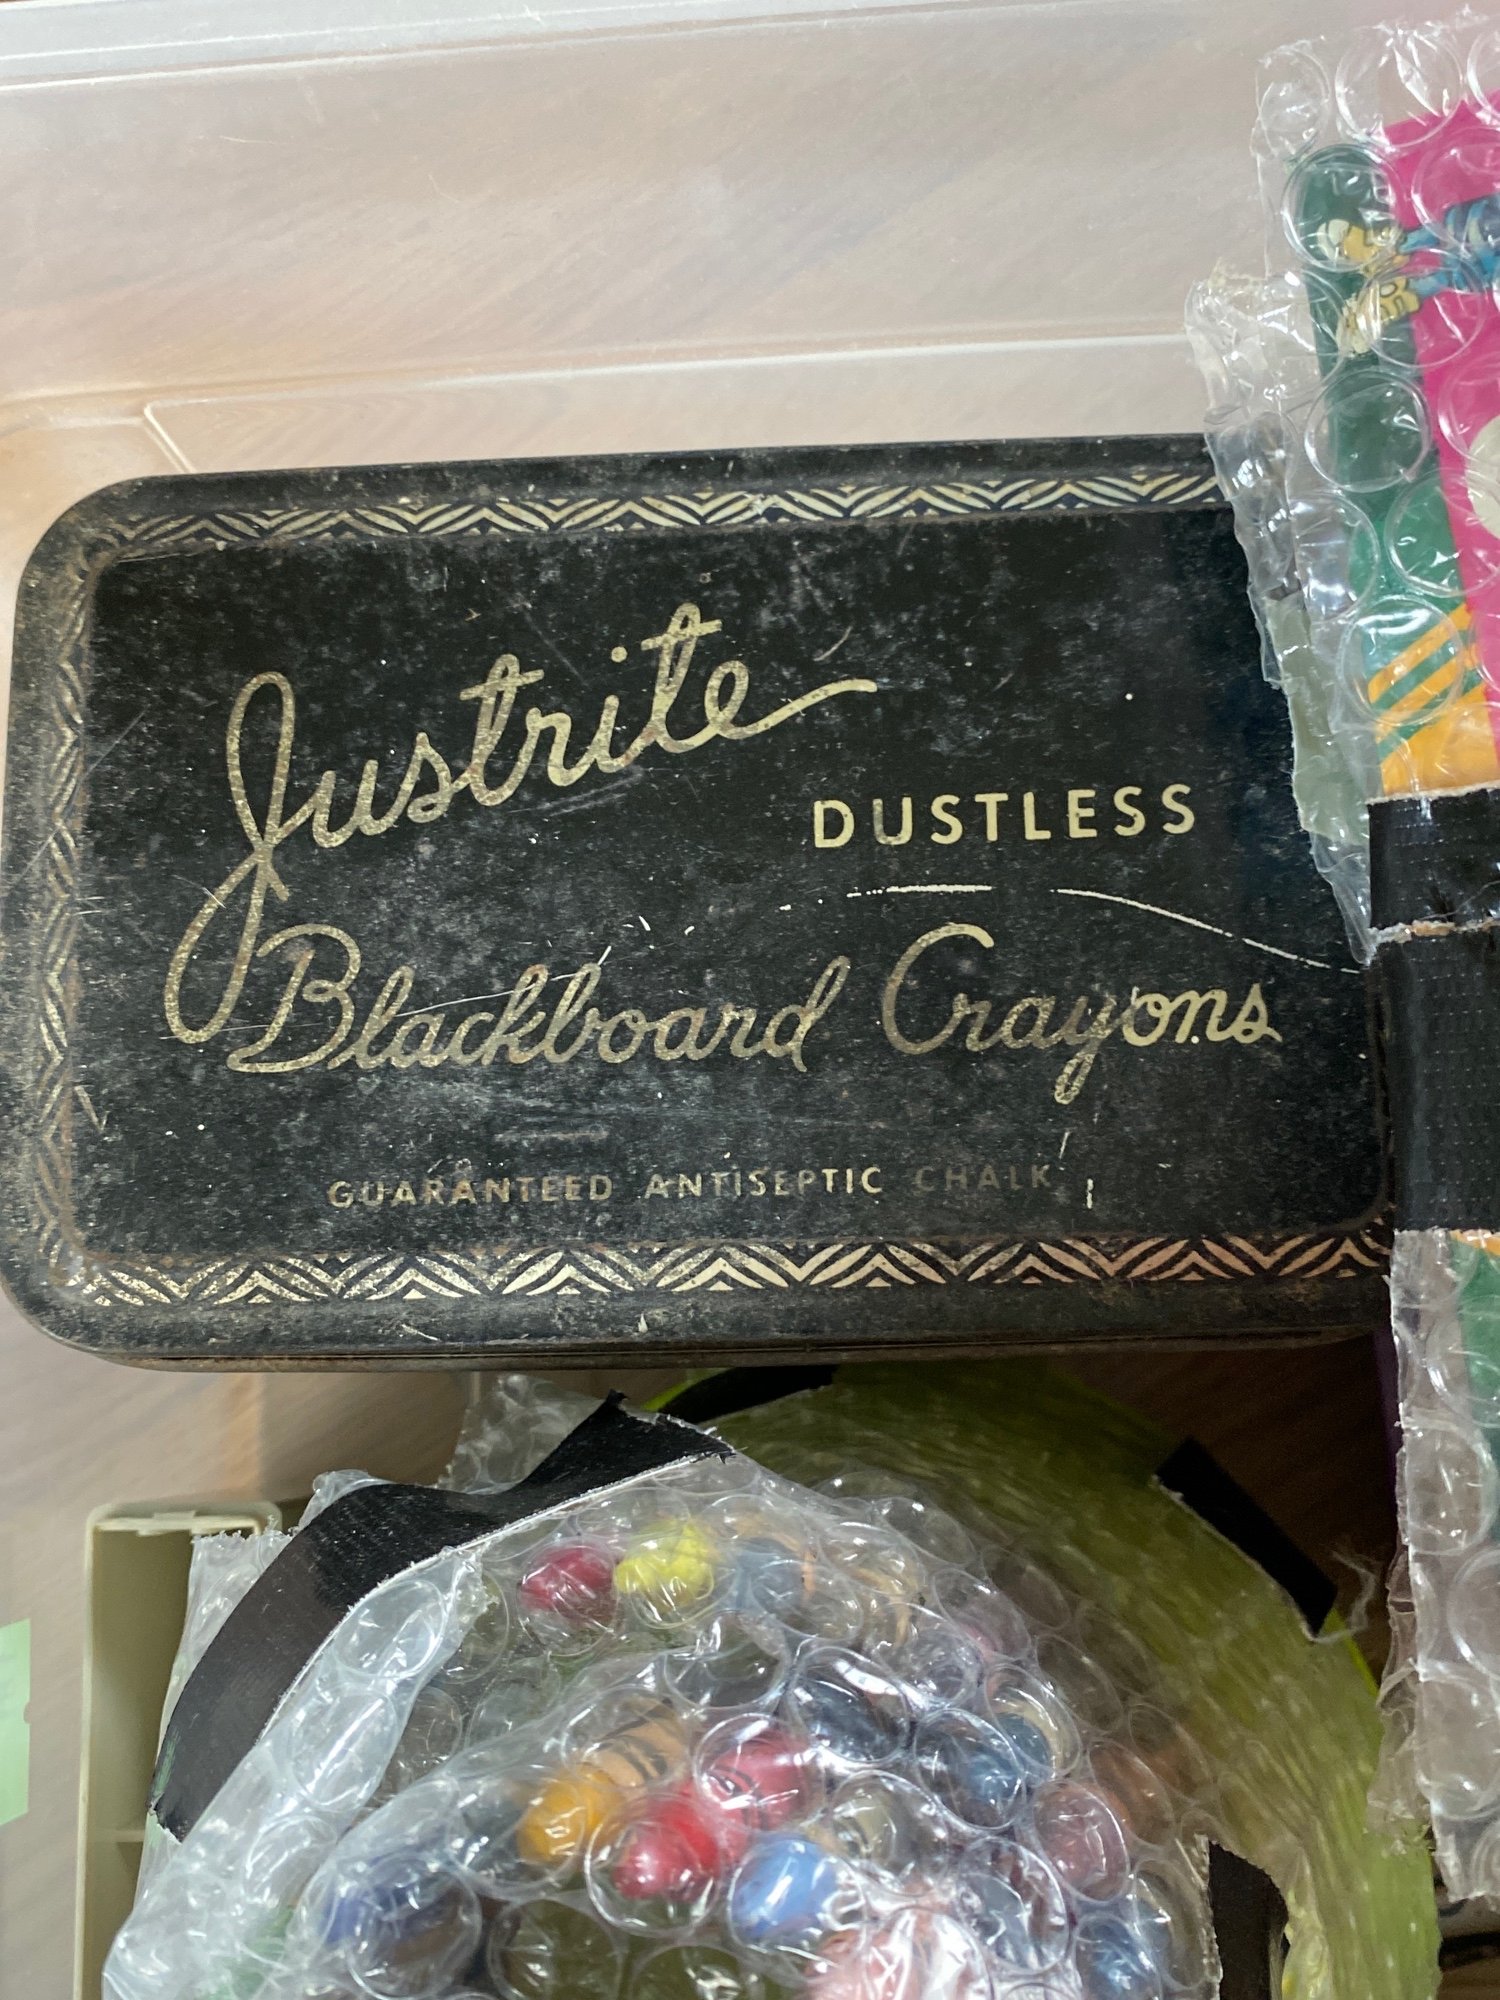 Justrite
DUSTLESS
Blackboard Crayons
GUARANTEED ANTISEPTIC CHALK